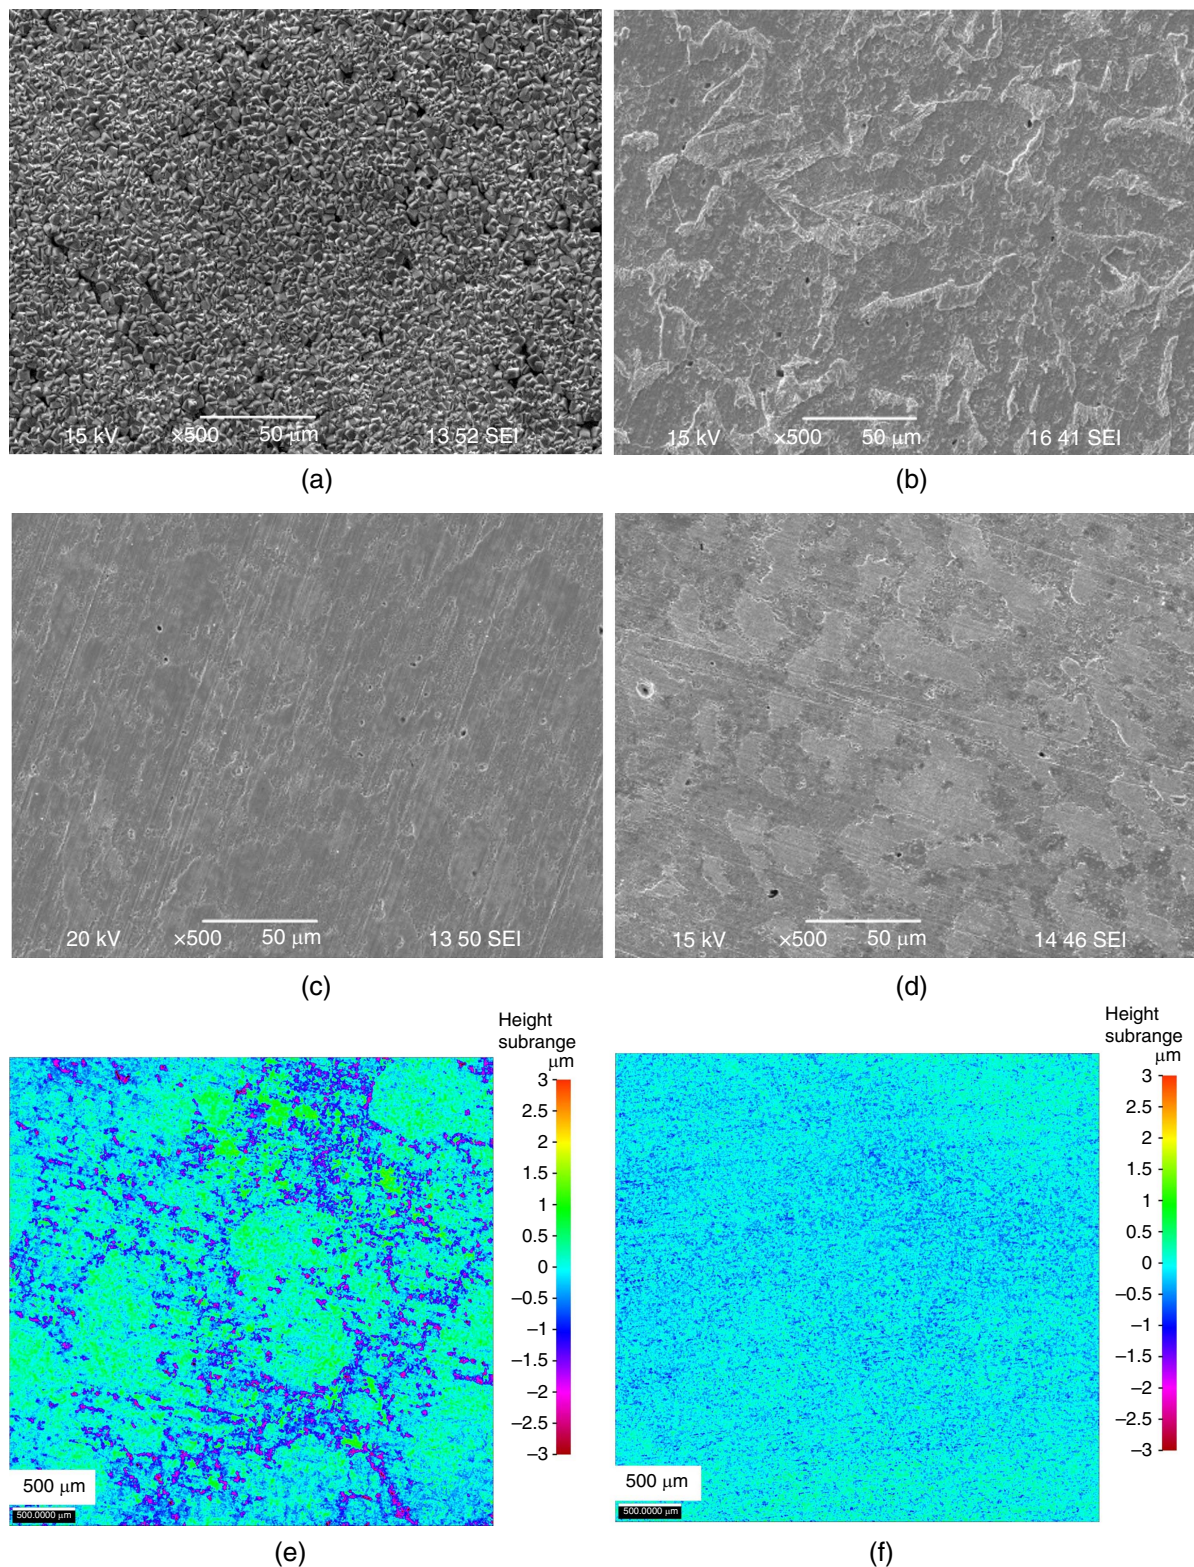 15 kV ×500 50 μm 13 52 SEI
15 kV ×500 50 μm 16 41 SEI
(a)
(b)
20 kV ×500 50 μm 13 50 SEI
15 kV ×500 50 μm 14 46 SEI
(c)
(d)
Height
subrange
μm
3
2.5
2
1.5
1
0.5
0
−0.5
−1
−1.5
−2
−2.5
−3
500 μm
500.0000 μm
(e)
Height
subrange
μm
3
2.5
2
1.5
1
0.5
0
−0.5
−1
−1.5
−2
−2.5
−3
500 μm
500.0000 μm
(f)